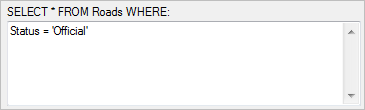 SELECT * FROM Roads WHERE:
Status = 'Official'